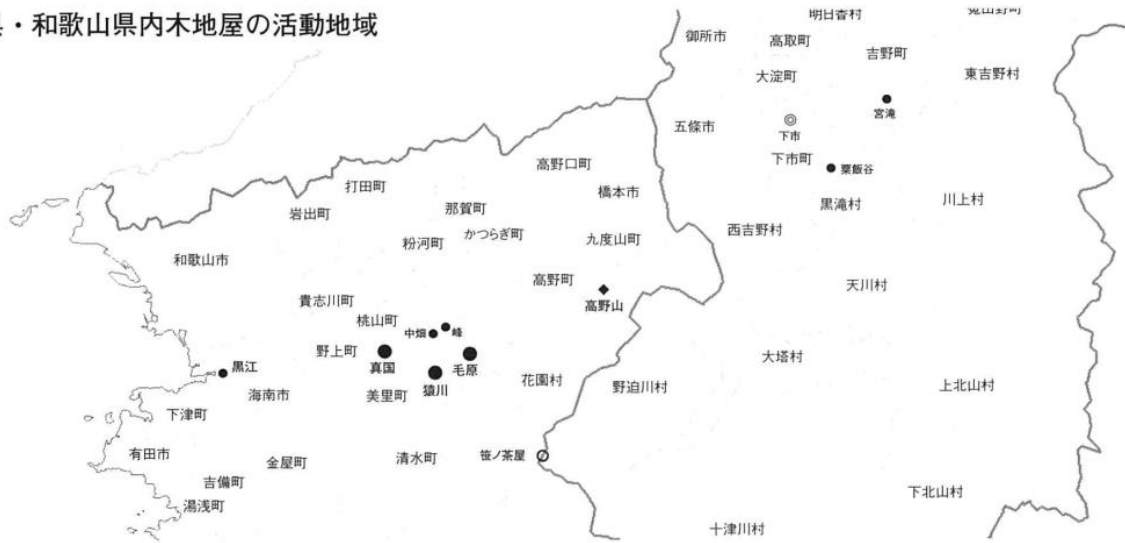 ・和歌山県内木地屋の活動地域
明日香村
御所市
高取町
吉野町
東吉野村
大淀町
宮滝
五條市
下市
下市町
粟飯谷
高野口町
橋本市
打田町
岩出町
那賀町
黒滝村
川上村
かつらぎ町
粉河町
九度山町
西吉野村
和歌山市
高野町
高野山
天川村
貴志川町
桃山町
中畑
峰
野上町
真国
毛原
猿川
黒江
海南市
美里町
花園村
野迫川村
大塔村
上北山村
下津町
有田市
金屋町
清水町
笹ノ茶屋
吉備町
湯浅町
下北山村
十津川村